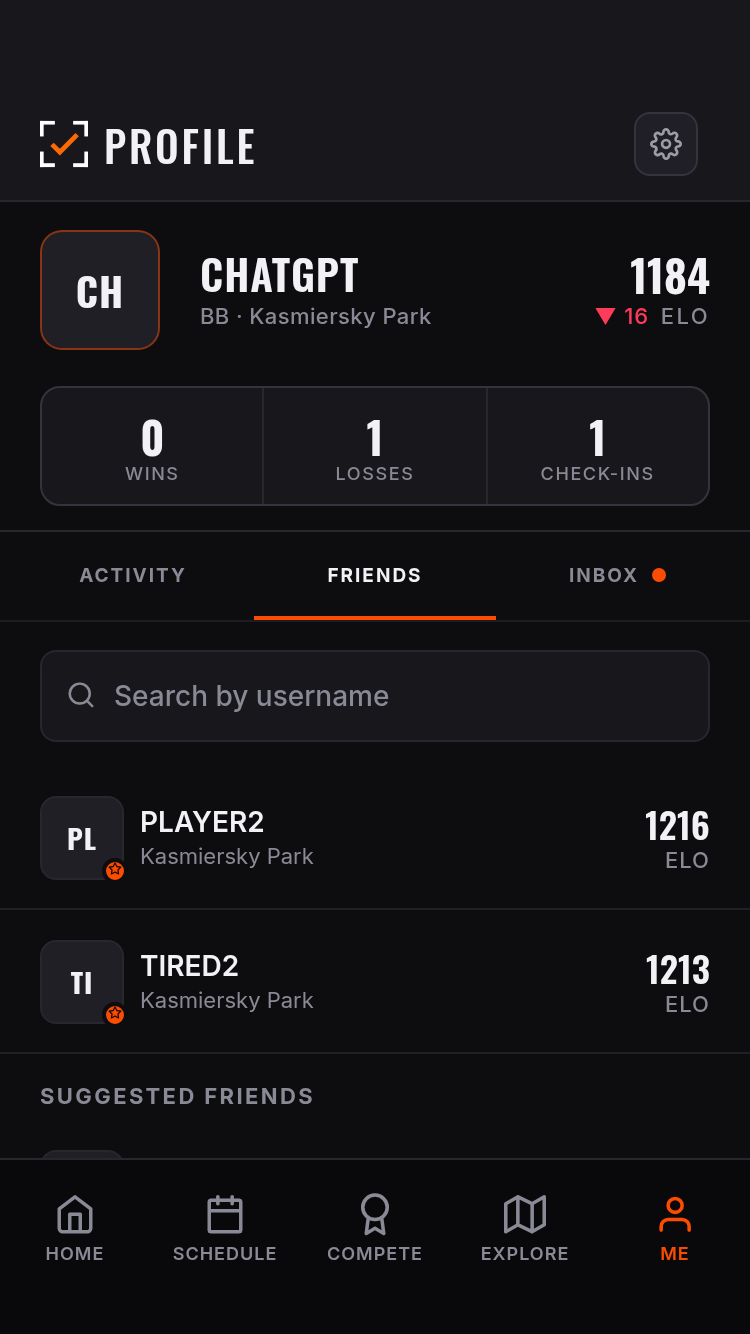 PROFILE
CH
CHATGPT
1184
BB · Kasmiersky Park
▼ 16 ELO
0
1
1
WINS
LOSSES
CHECK-INS
ACTIVITY
FRIENDS
INBOX
Search by username
PL
PLAYER2
Kasmiersky Park
1216
ELO
TI
TIRED2
Kasmiersky Park
1213
ELO
SUGGESTED FRIENDS
HOME
SCHEDULE
COMPETE
EXPLORE
ME